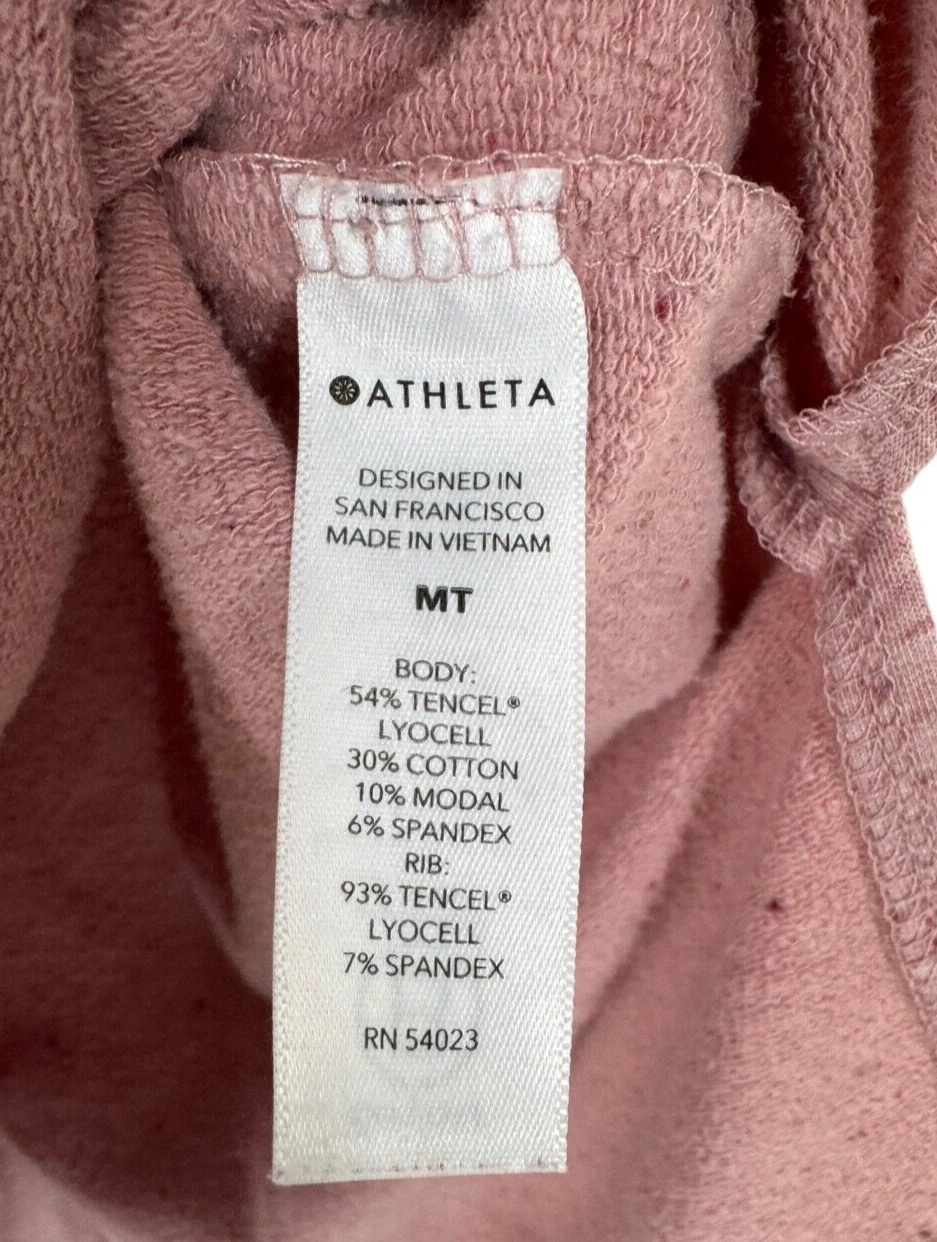 ATHLETA
DESIGNED IN
SAN FRANCISCO
MADE IN VIETNAM
MT
BODY:
54% TENCEL®
LYOCELL
30% COTTON
10% MODAL
6% SPANDEX
RIB:
93% TENCEL®
LYOCELL
7% SPANDEX
RN 54023